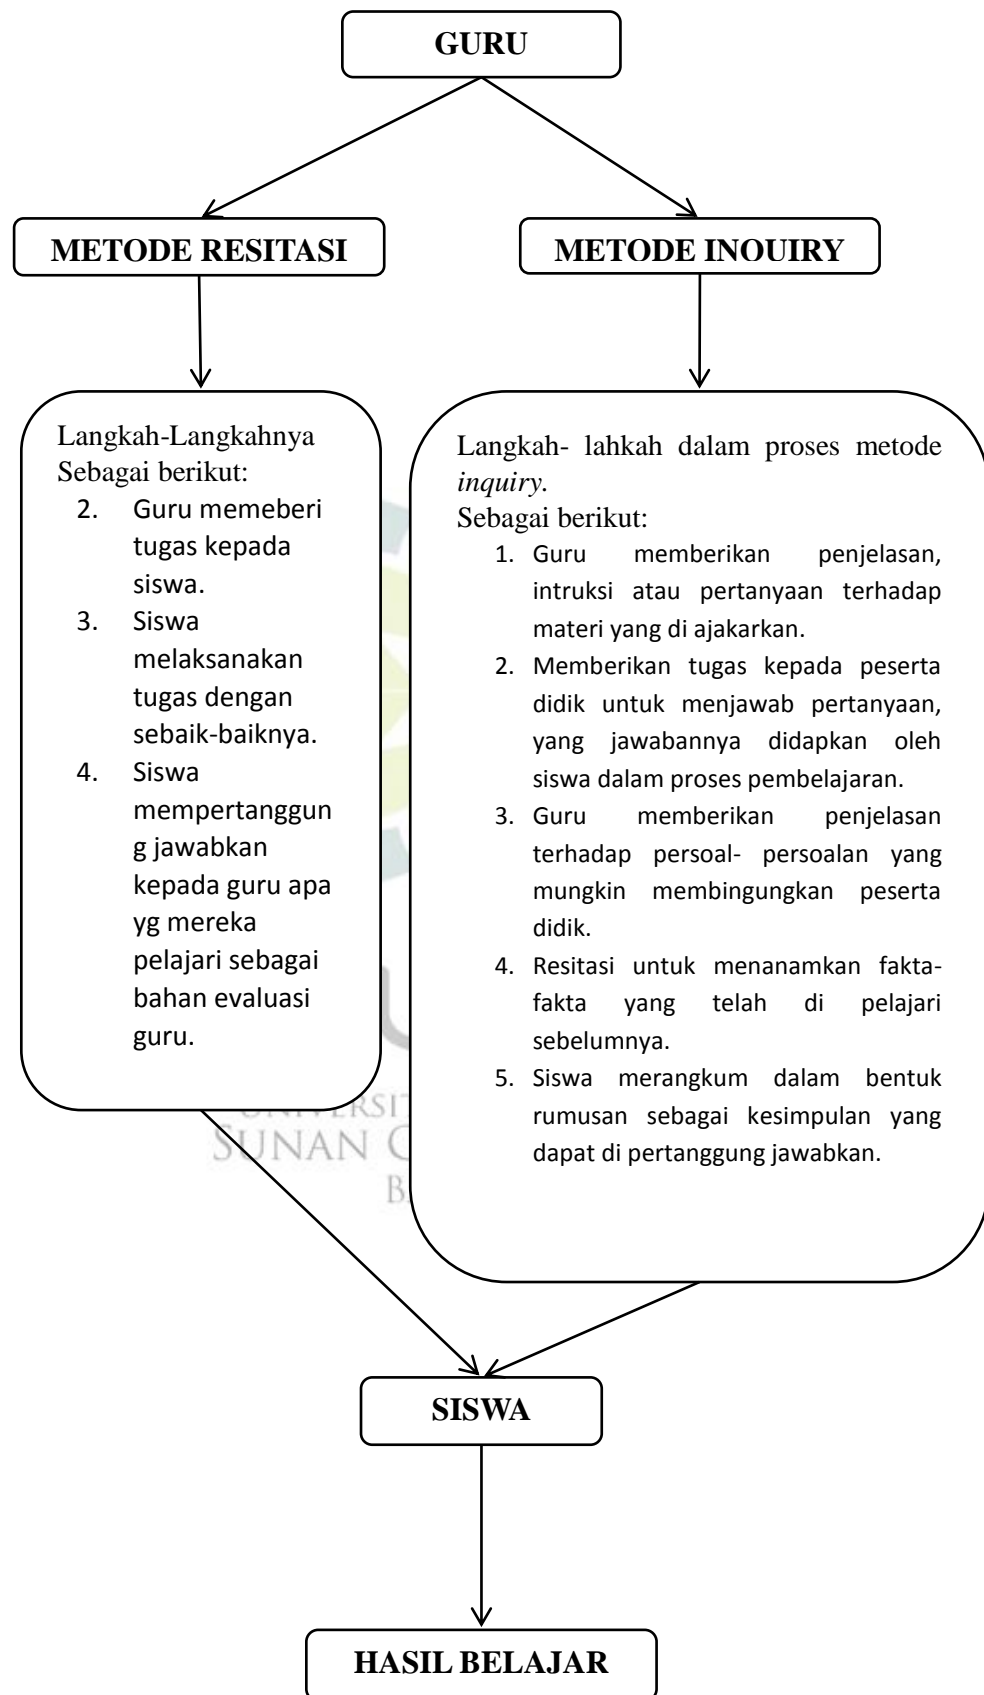 GURU
METODE RESITASI
METODE INQUIRY
Langkah-Langkahnya
Sebagai berikut:
2. Guru memeberi
tugas kepada
siswa.
3. Siswa
melaksanakan
tugas dengan
sebaik-baiknya.
4. Siswa
mempertanggun
g jawabkan
kepada guru apa
yg mereka
pelajari sebagai
bahan evaluasi
guru.
Langkah- lahkah dalam proses metode
inquiry.
Sebagai berikut:
1. Guru memberikan penjelasan,
intruksi atau pertanyaan terhadap
materi yang di ajakarkan.
2. Memberikan tugas kepada peserta
didik untuk menjawab pertanyaan,
yang jawabannya didapkan oleh
siswa dalam proses pembelajaran.
3. Guru memberikan penjelasan
terhadap persoal- persoalan yang
mungkin membingungkan peserta
didik.
4. Resitasi untuk menanamkan fakta-
fakta yang telah di pelajari
sebelumnya.
5. Siswa merangkum dalam bentuk
rumusan sebagai kesimpulan yang
dapat di pertanggung jawabkan.
SUNAN
SISWA
HASIL BELAJAR